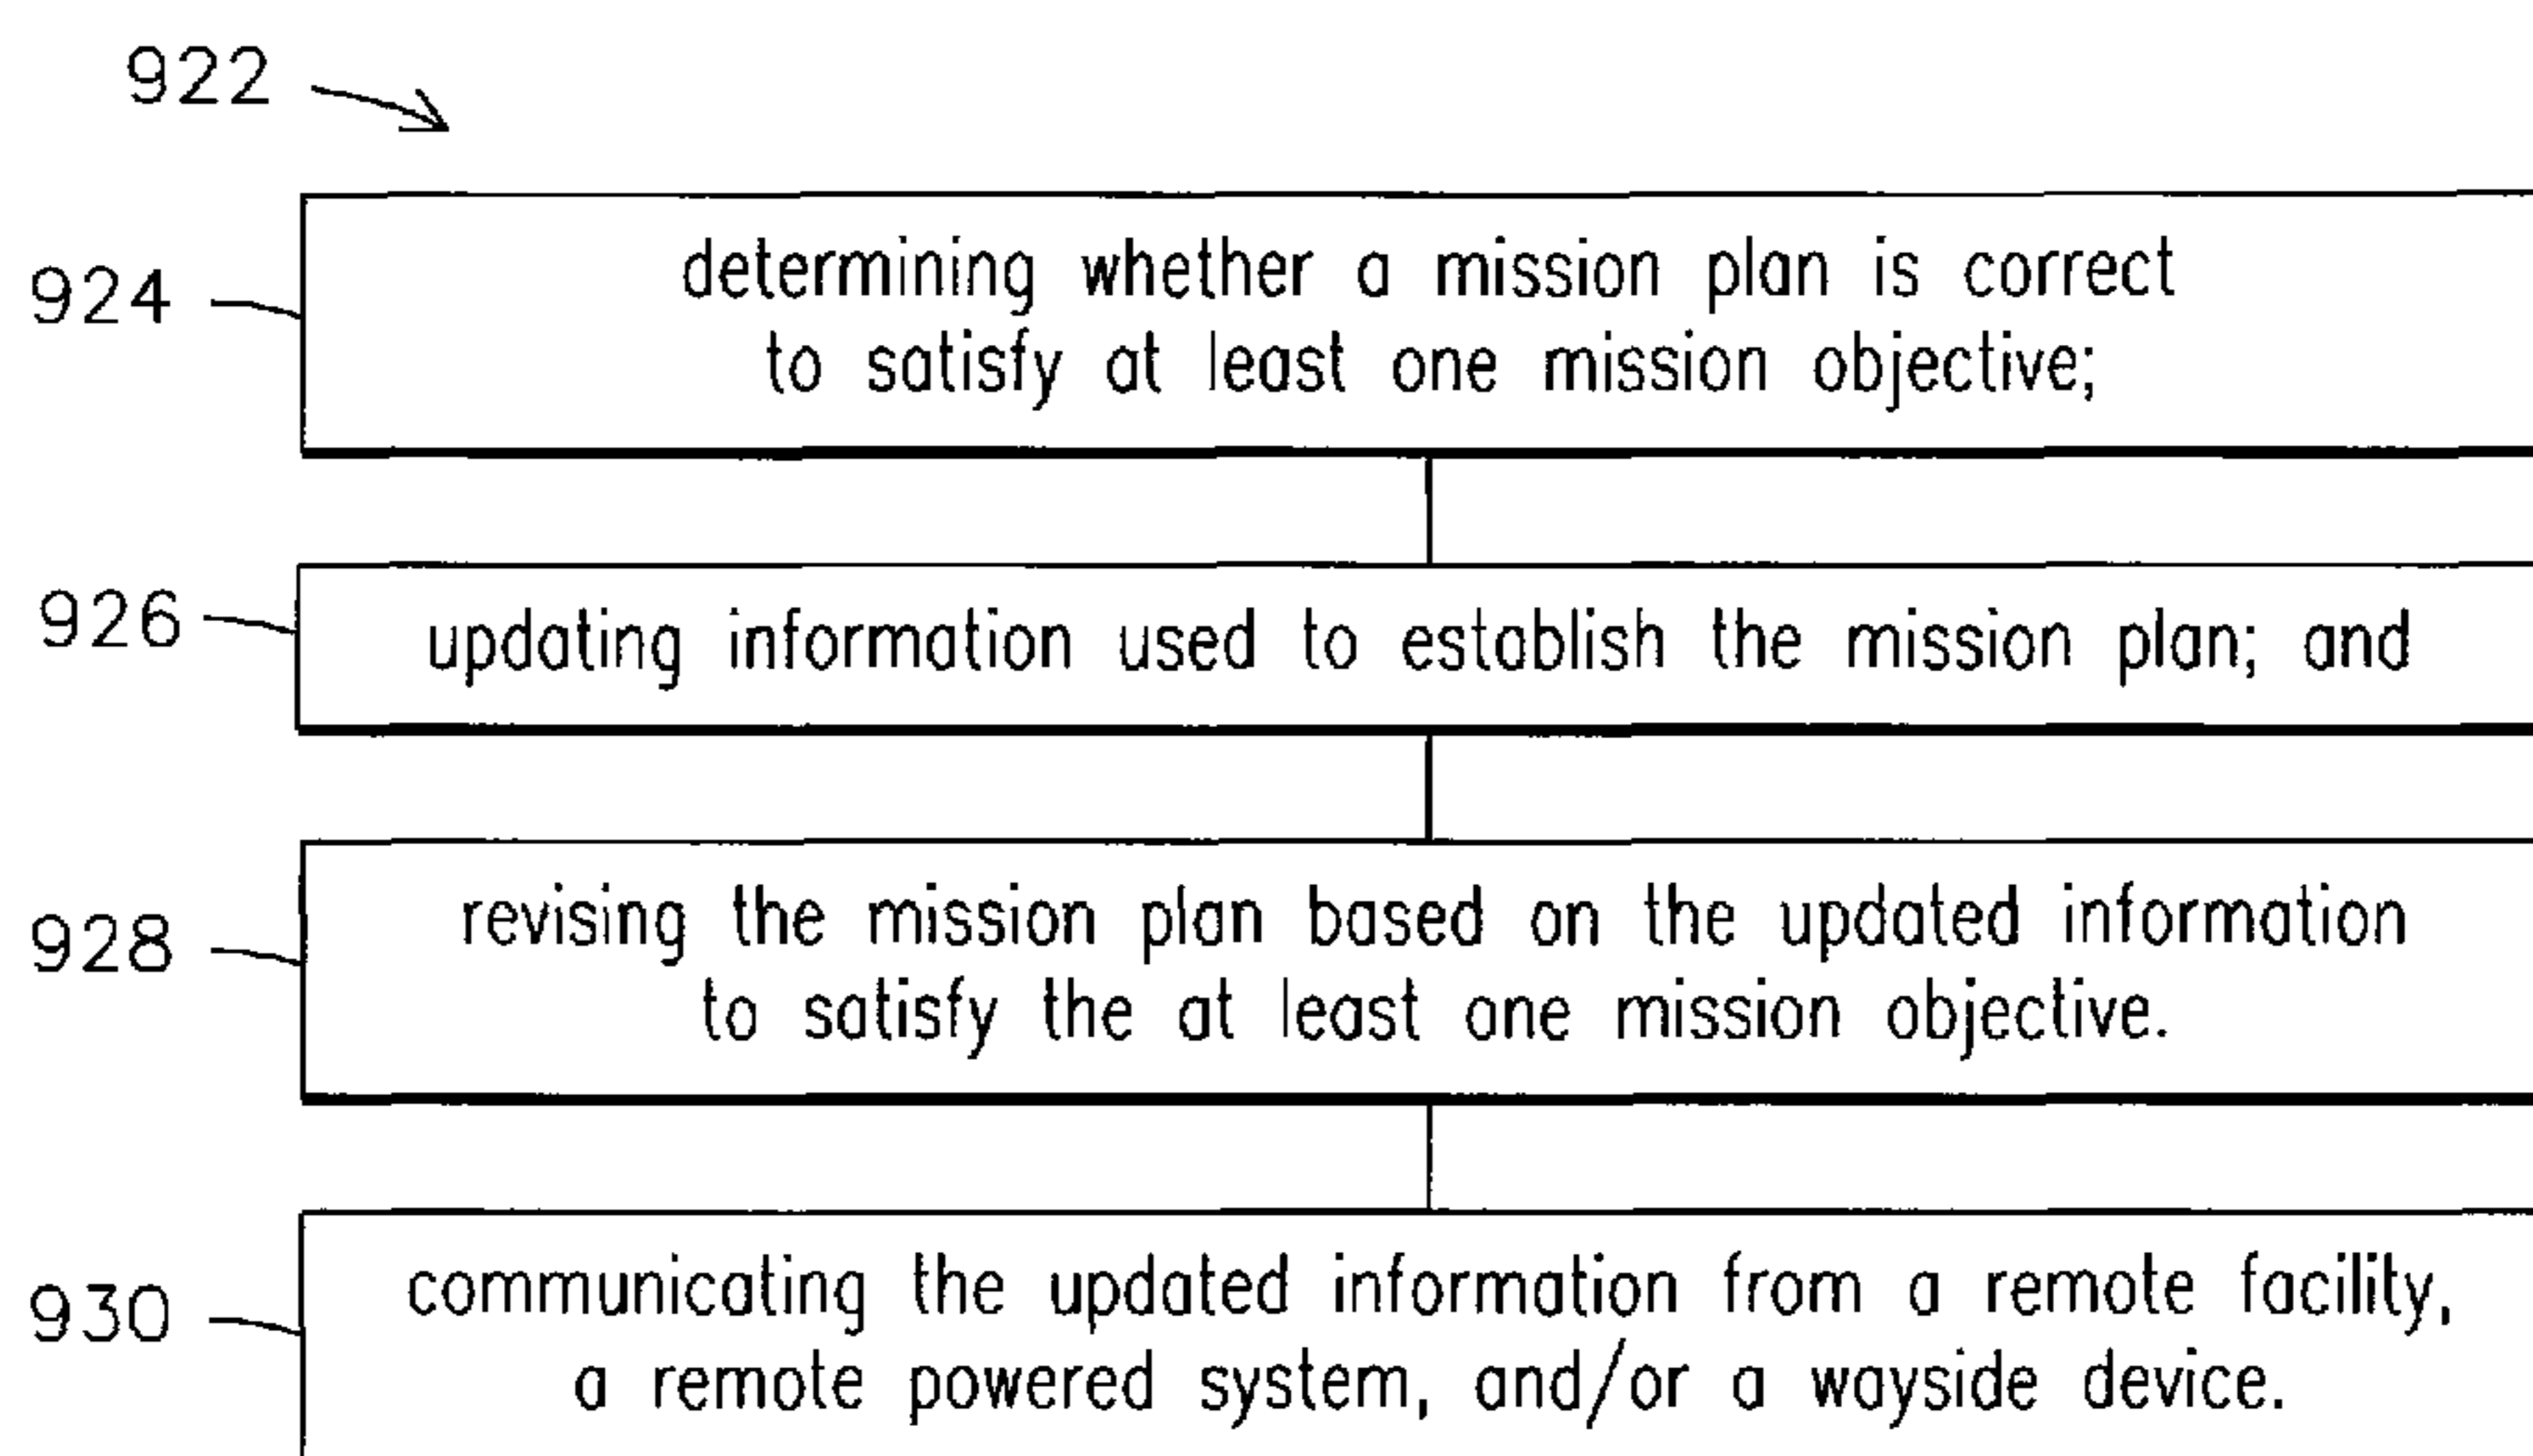 922
924
determining whether a mission plan is correct
to satisfy at least one mission objective;
926
updating information used to establish the mission plan; and
928
revising the mission plan based on the updated information
to satisfy the at least one mission objective.
930
communicating the updated information from a remote facility,
a remote powered system, and/or a wayside device.